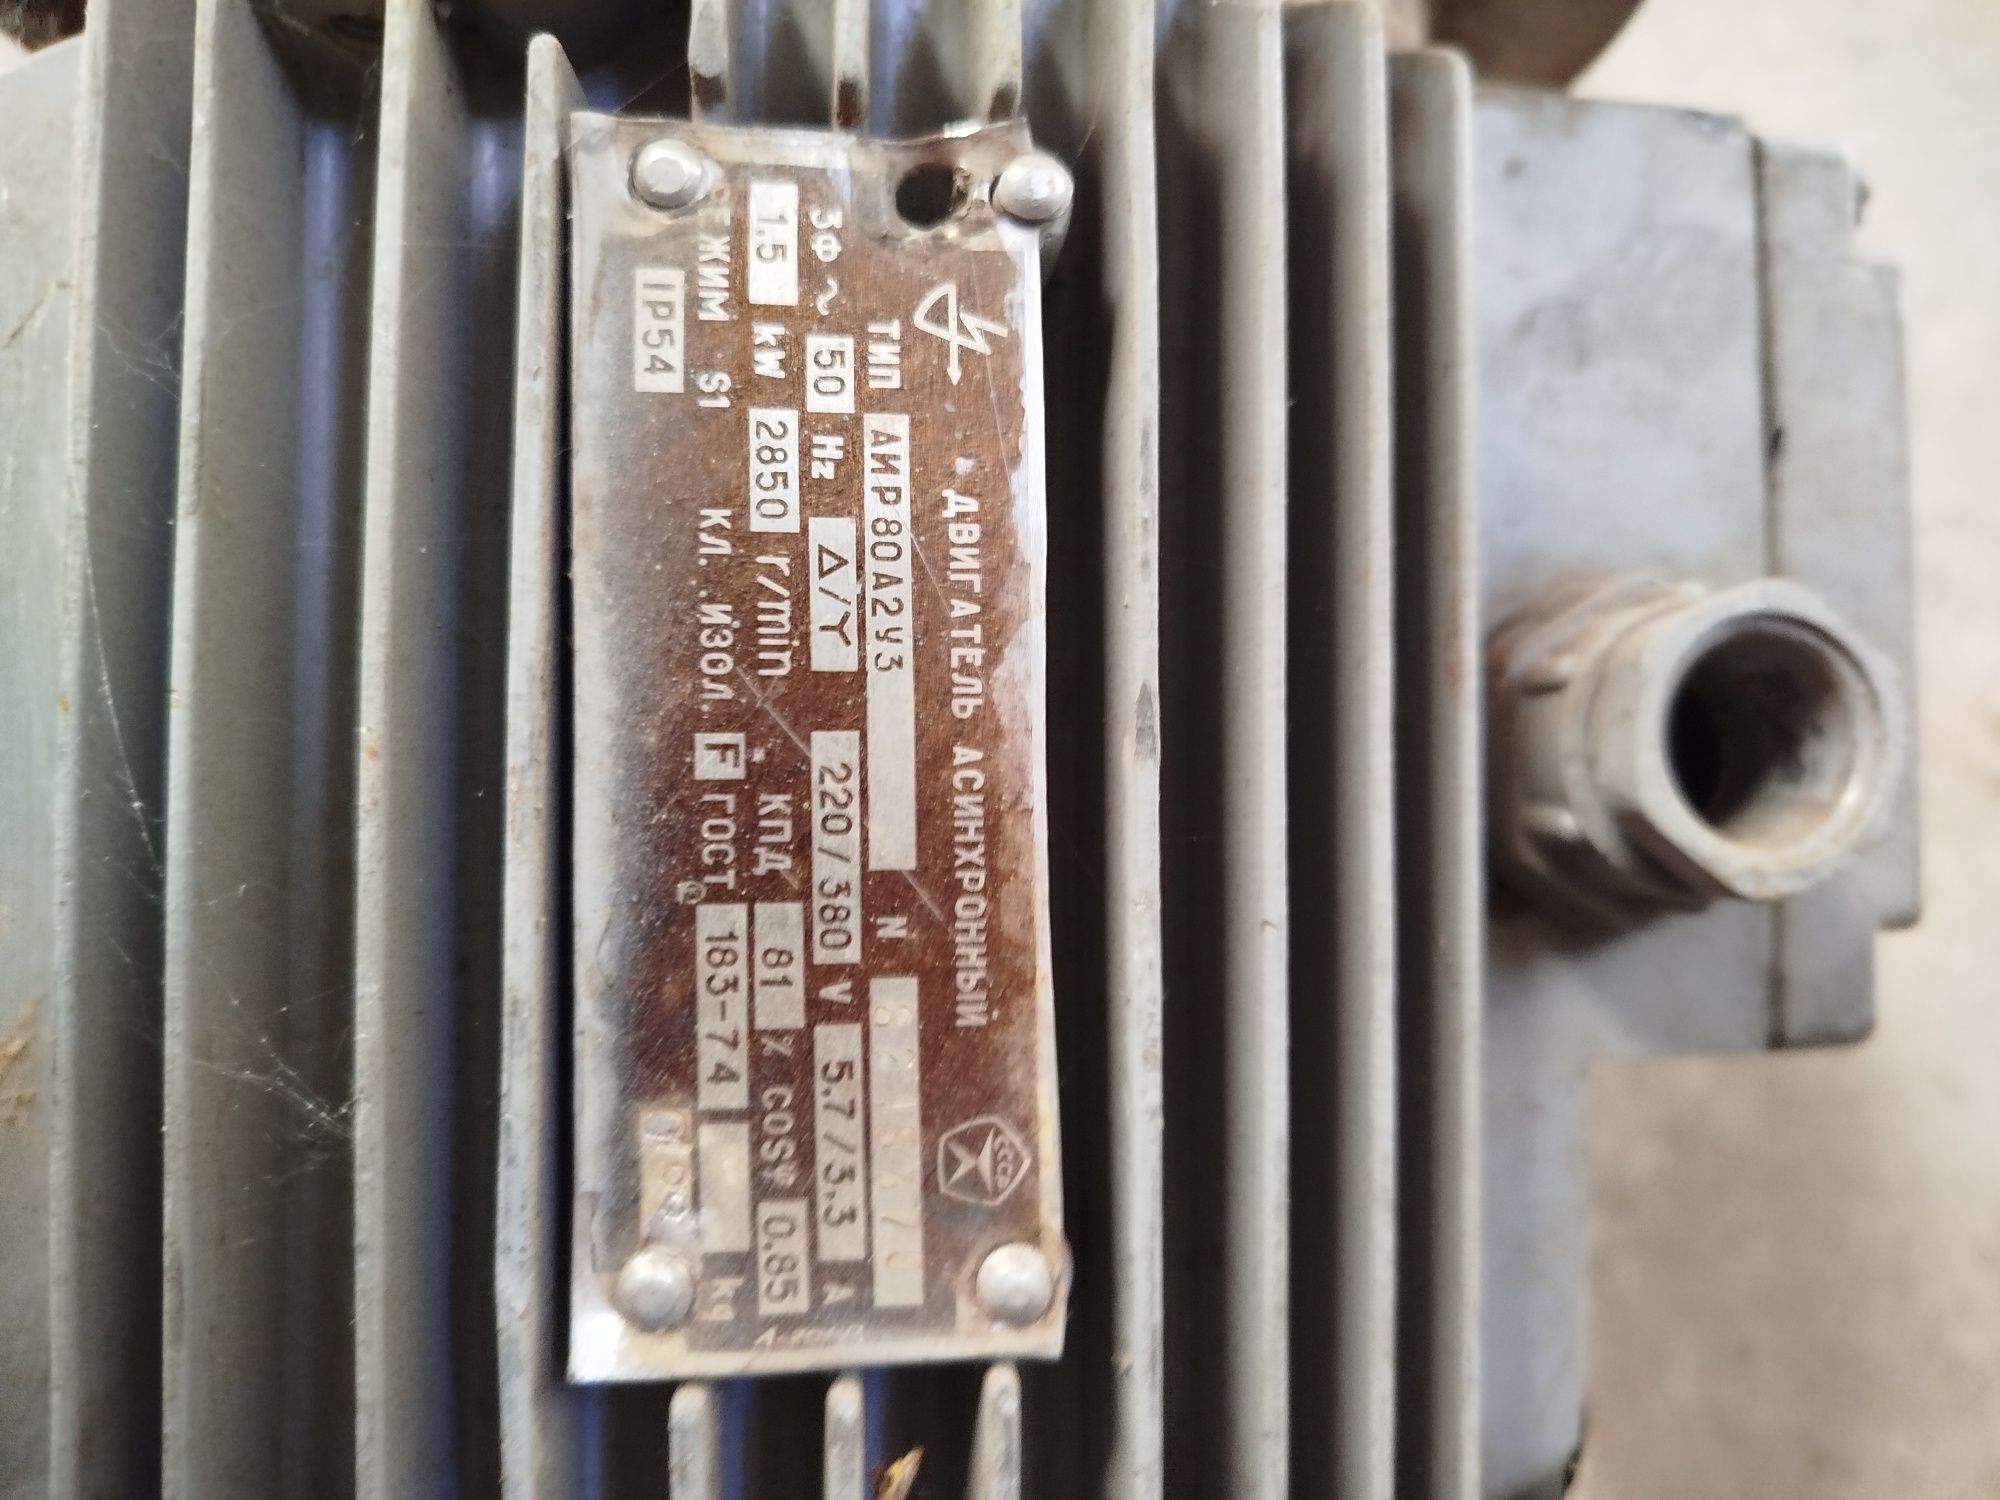 ДВИГАТЕЛЬ АСИНХРОННЫЙ
СССР
ТИП АИР80А2У3 N
3Ф ~ 50 Hz Δ/Y 220/380 V 5.7/3.3 A
1.5 kW 2850 r/min КПД 81 % COSφ 0.85
РЕЖИМ S1 КЛ. ИЗОЛ. F ГОСТ 183-74 kg
IP54